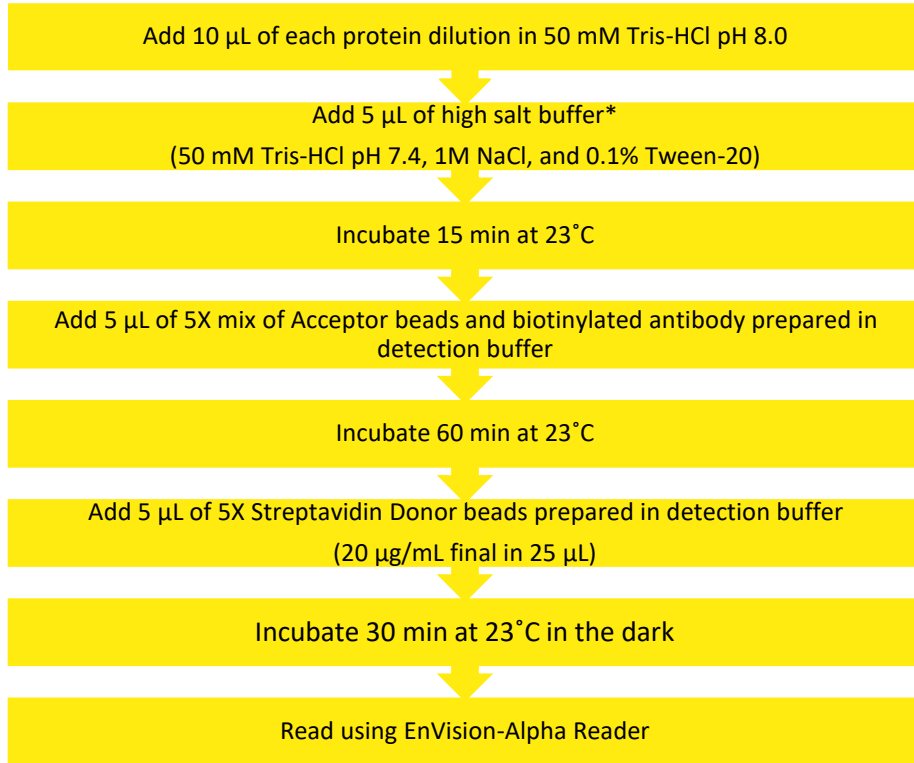 Add 10 µL of each protein dilution in 50 mM Tris-HCl pH 8.0
Add 5 µL of high salt buffer*
(50 mM Tris-HCl pH 7.4, 1M NaCl, and 0.1% Tween-20)
Incubate 15 min at 23˚C
Add 5 µL of 5X mix of Acceptor beads and biotinylated antibody prepared in
detection buffer
Incubate 60 min at 23˚C
Add 5 µL of 5X Streptavidin Donor beads prepared in detection buffer
(20 µg/mL final in 25 µL)
Incubate 30 min at 23˚C in the dark
Read using EnVision-Alpha Reader